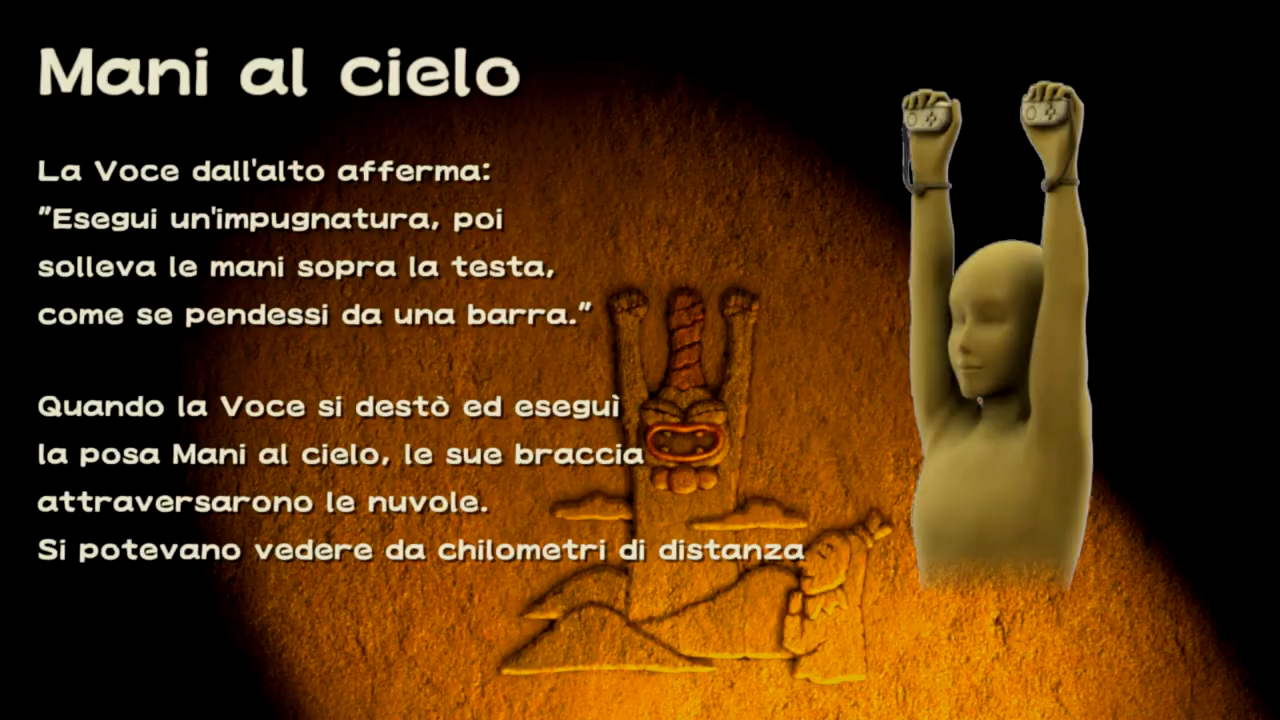 Mani al cielo
La Voce dall'alto afferma:
"Esegui un'impugnatura, poi
solleva le mani sopra la testa,
come se pendessi da una barra."
Quando la Voce si destò ed eseguì
la posa Mani al cielo, le sue braccia
attraversarono le nuvole.
Si potevano vedere da chilometri di distanza